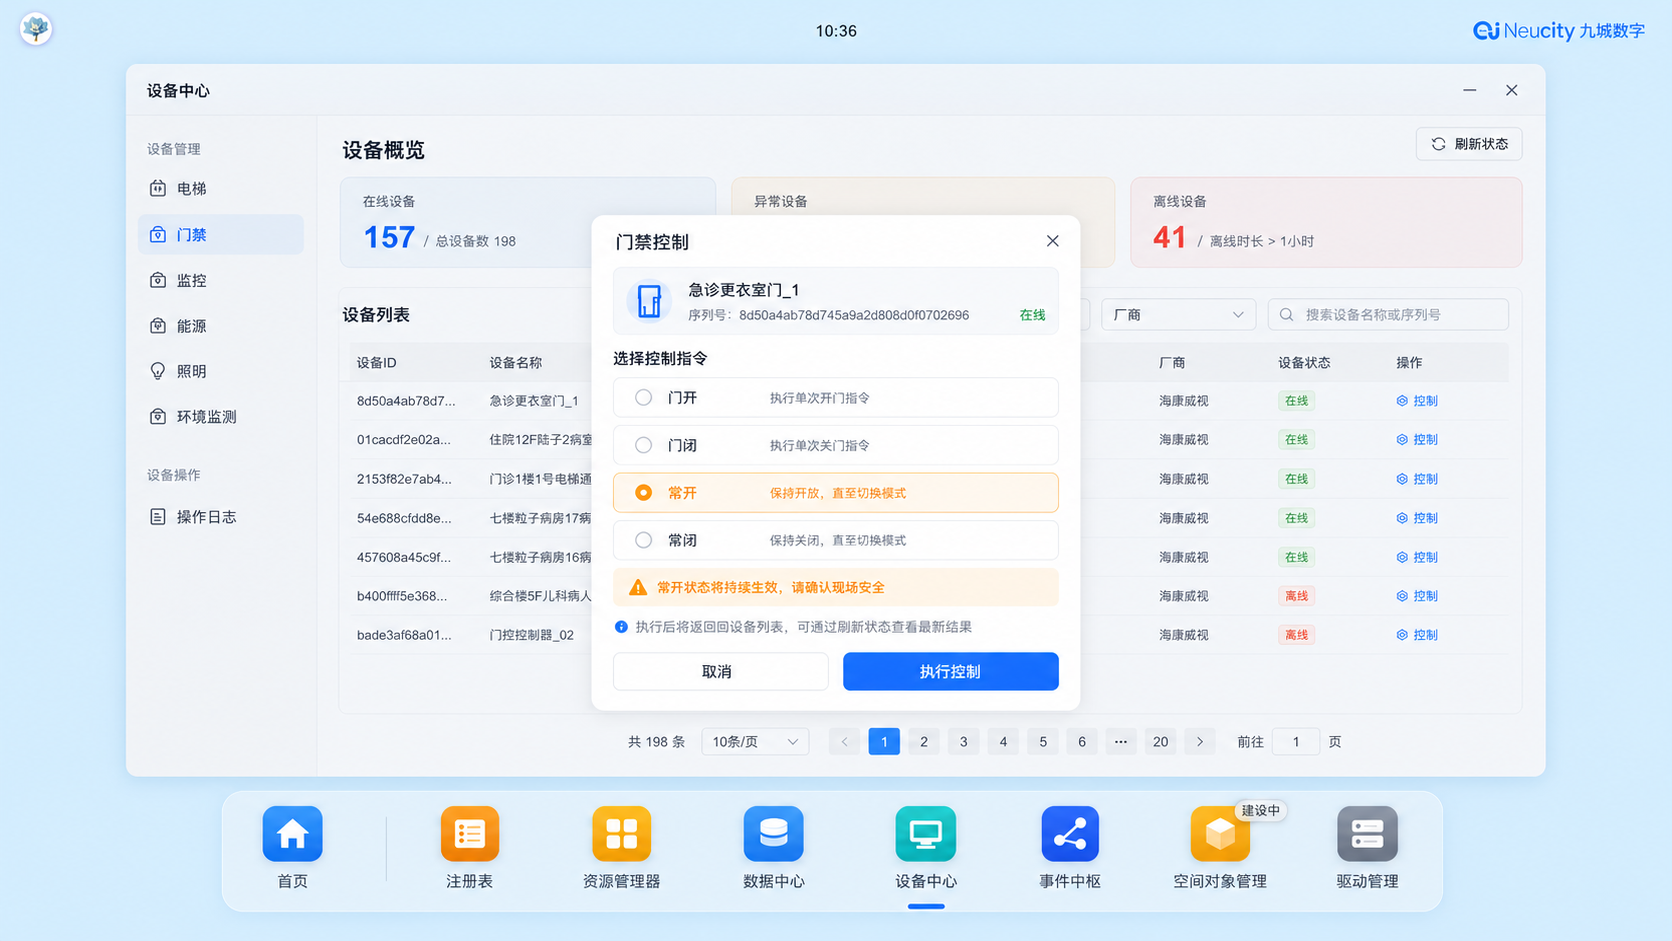 10:36
Neucity 九城数字
设备中心
设备管理
电梯
门禁
监控
能源
照明
环境监测
设备操作
操作日志
设备概览
刷新状态
在线设备
157 / 总设备数 198
异常设备
离线设备
41 / 离线时长 > 1小时
设备列表
厂商
搜索设备名称或序列号
设备ID 设备名称 厂商 设备状态 操作
8d50a4ab78d7... 急诊更衣室门_1 海康威视 在线 控制
01cacdf2e02a... 住院12F陆子2病室 海康威视 在线 控制
2153f82e7ab4... 门诊1楼1号电梯通 海康威视 在线 控制
54e688cfdd8e... 七楼粒子病房17病 海康威视 在线 控制
457608a45c9f... 七楼粒子病房16病 海康威视 在线 控制
b400ffff5e368... 综合楼5F儿科病人 海康威视 离线 控制
bade3af68a01... 门控控制器_02 海康威视 离线 控制
门禁控制
急诊更衣室门_1
序列号： 8d50a4ab78d745a9a2d808d0f0702696 在线
选择控制指令
门开 执行单次开门指令
门闭 执行单次关门指令
常开 保持开放，直至切换模式
常闭 保持关闭，直至切换模式
常开状态将持续生效，请确认现场安全
执行后将返回回设备列表，可通过刷新状态查看最新结果
取消 执行控制
共 198 条 10条/页 < 1 2 3 4 5 6 ... 20 > 前往 1 页
建设中
首页 注册表 资源管理器 数据中心 设备中心 事件中枢 空间对象管理 驱动管理